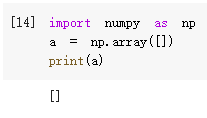 [14] import numpy as np
a = np.array([])
print(a)
[]